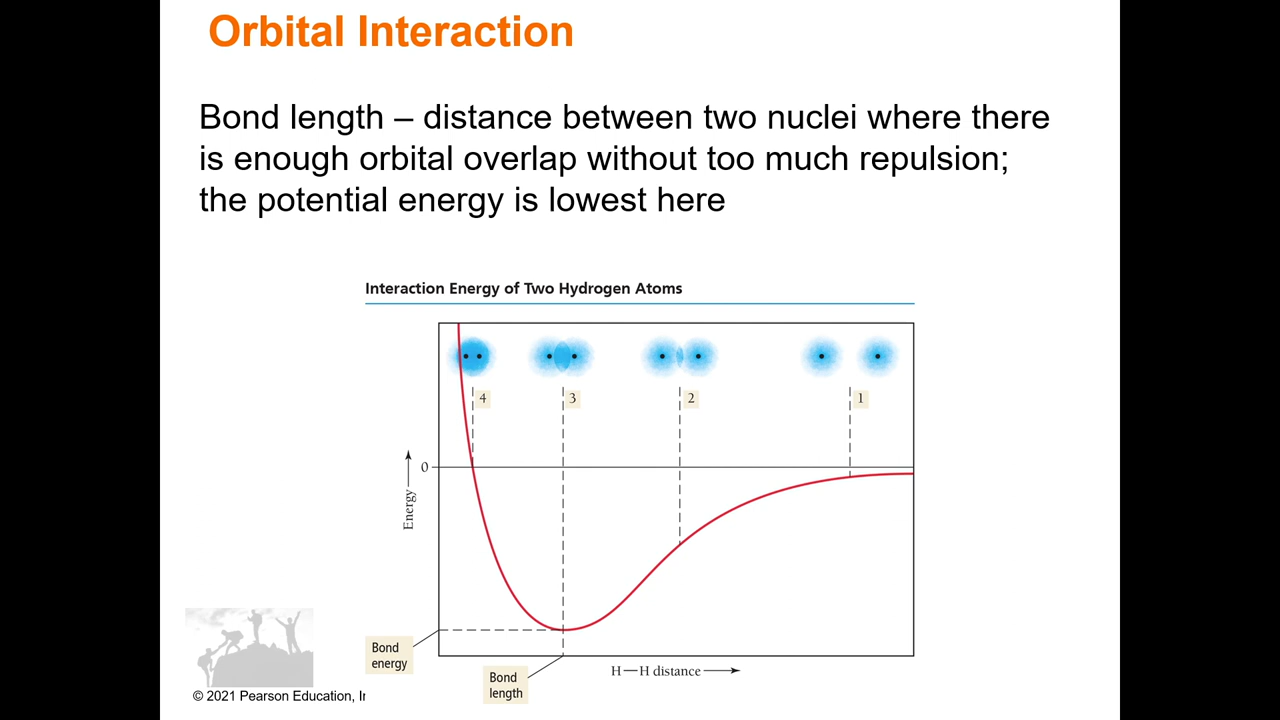 Orbital Interaction
Bond length – distance between two nuclei where there
is enough orbital overlap without too much repulsion;
the potential energy is lowest here
Interaction Energy of Two Hydrogen Atoms
4
3
2
1
0
Energy
Bond
energy
Bond
length
H—H distance
© 2021 Pearson Education, Ir